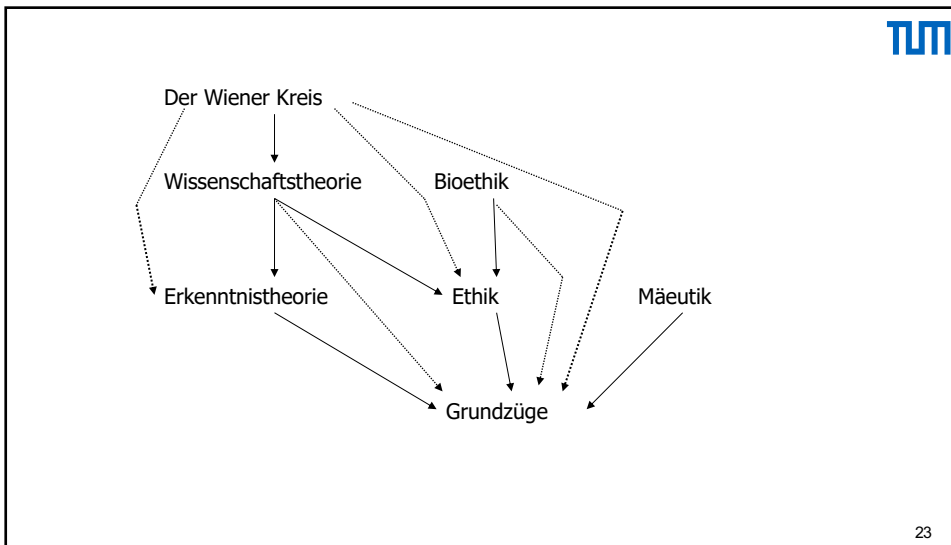 TUM
Der Wiener Kreis
Wissenschaftstheorie Bioethik
Erkenntnistheorie Ethik Mäeutik
Grundzüge
23